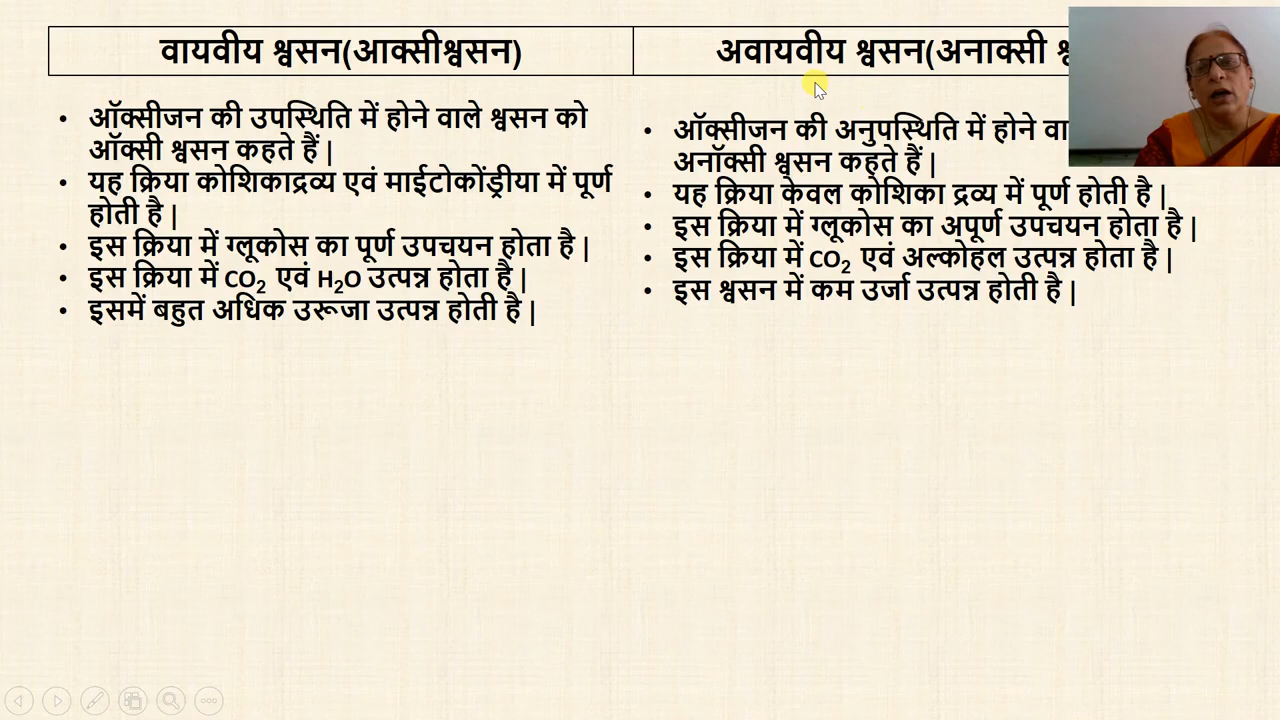 वायवीय श्वसन(आक्सीश्वसन)
अवायवीय श्वसन(अनाक्सी
ऑक्सीजन की उपस्थिति में होने वाले श्वसन को
ऑक्सी श्वसन कहते हैं |
यह क्रिया कोशिकाद्रव्य एवं माईटोकोंड्रीया में पूर्ण
होती है |
इस क्रिया में ग्लूकोस का पूर्ण उपचयन होता है |
इस क्रिया में CO₂ एवं H₂O उत्पन्न होता है |
इसमें बहुत अधिक उरूजा उत्पन्न होती है |
ऑक्सीजन की अनुपस्थिति में होने
अनॉक्सी श्वसन कहते हैं |
यह क्रिया केवल कोशिका द्रव्य में पूर्ण होती है |
इस क्रिया में ग्लूकोस का अपूर्ण उपचयन होता है |
इस क्रिया में CO₂ एवं अल्कोहल उत्पन्न होता है |
इस श्वसन में कम उर्जा उत्पन्न होती है |